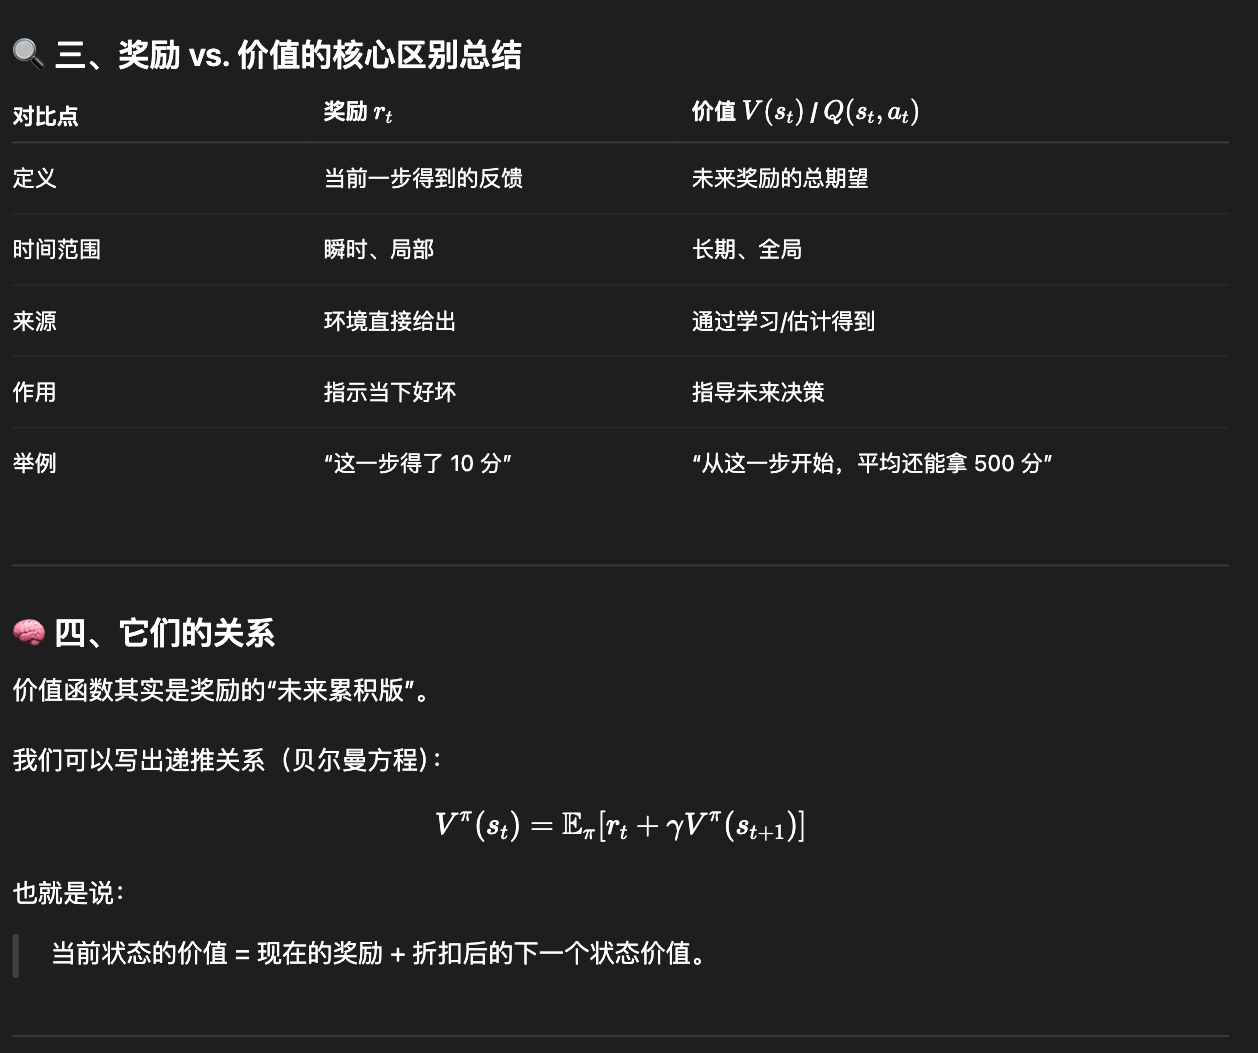 🔍 三、奖励 vs. 价值的核心区别总结
对比点 奖励 r_t 价值 V(s_t) / Q(s_t, a_t)
定义 当前一步得到的反馈 未来奖励的总期望
时间范围 瞬时、局部 长期、全局
来源 环境直接给出 通过学习/估计得到
作用 指示当下好坏 指导未来决策
举例 “这一步得了 10 分” “从这一步开始，平均还能拿 500 分”
🧠 四、它们的关系
价值函数其实是奖励的“未来累积版”。
我们可以写出递推关系（贝尔曼方程）：
V^π(s_t) = 𝔼_π[r_t + γV^π(s_{t+1})]
也就是说：
当前状态的价值 = 现在的奖励 + 折扣后的下一个状态价值。